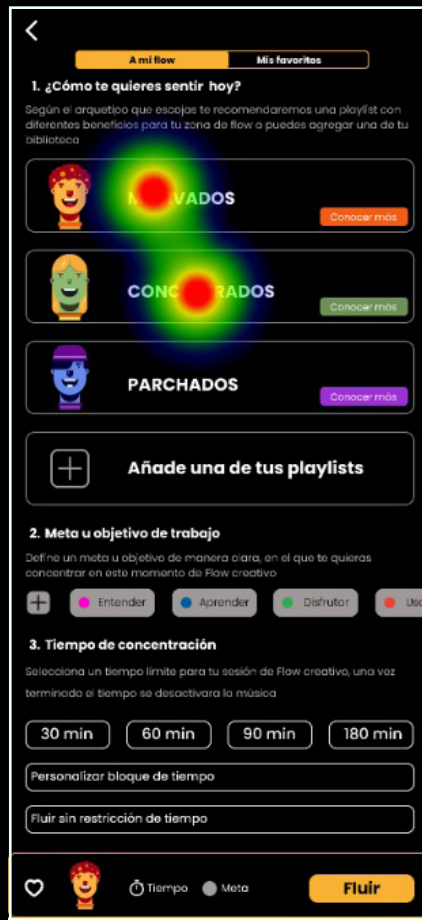 A mi flow Mis favoritos
1. ¿Cómo te quieres sentir hoy?
Según el arquetipo que escojas te recomendaremos una playlist con
diferentes beneficios para tu zona de flow o puedes agregar una de tu
biblioteca
Conocer más
Conocer más
PARCHADOS
Conocer más
Añade una de tus playlists
2. Meta u objetivo de trabajo
Define un meta u objetivo de manera clara, en el que te quieras
concentrar en este momento de Flow creativo
Entender Aprender Disfrutar
3. Tiempo de concentración
Selecciona un tiempo límite para tu sesión de Flow creativo, una vez
terminado el tiempo se desactivara la música
30 min 60 min 90 min 180 min
Personalizar bloque de tiempo
Fluir sin restricción de tiempo
Tiempo Meta Fluir